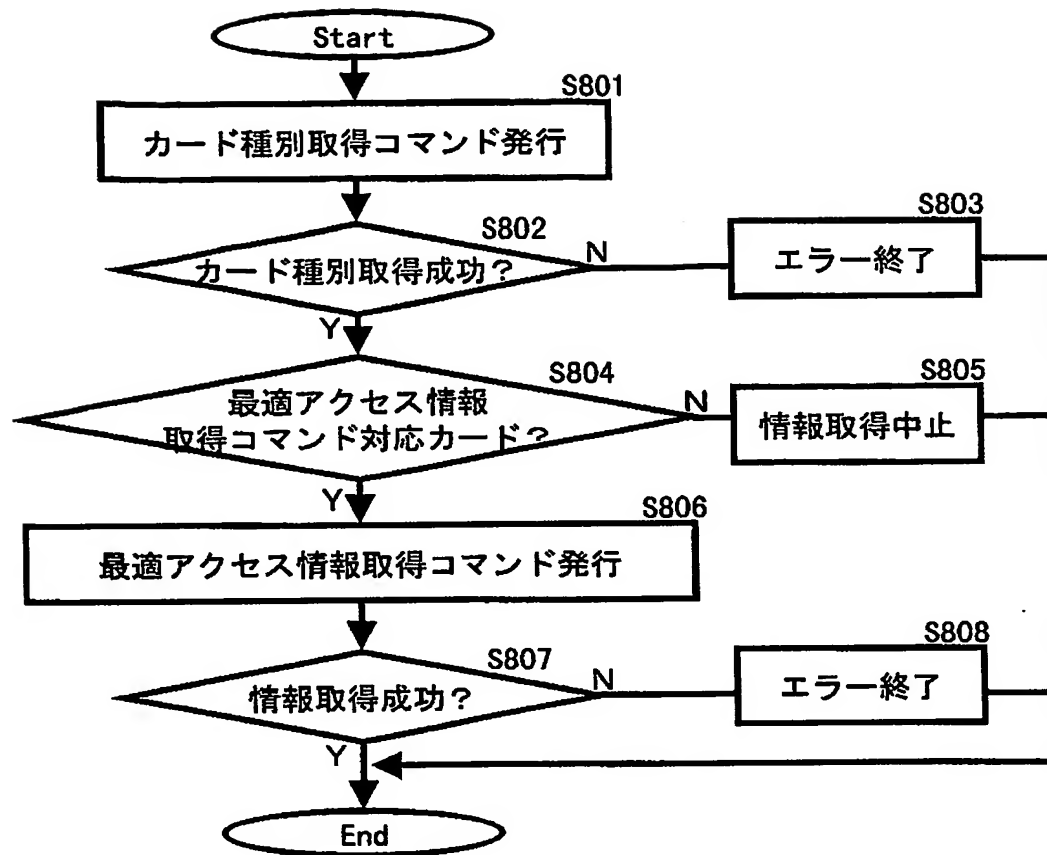 Start
S801
カード種別取得コマンド発行
S802
カード種別取得成功?
N
S803
エラー終了
Y
S804
最適アクセス情報
取得コマンド対応カード?
N
S805
情報取得中止
Y
S806
最適アクセス情報取得コマンド発行
S807
情報取得成功?
N
S808
エラー終了
Y
End